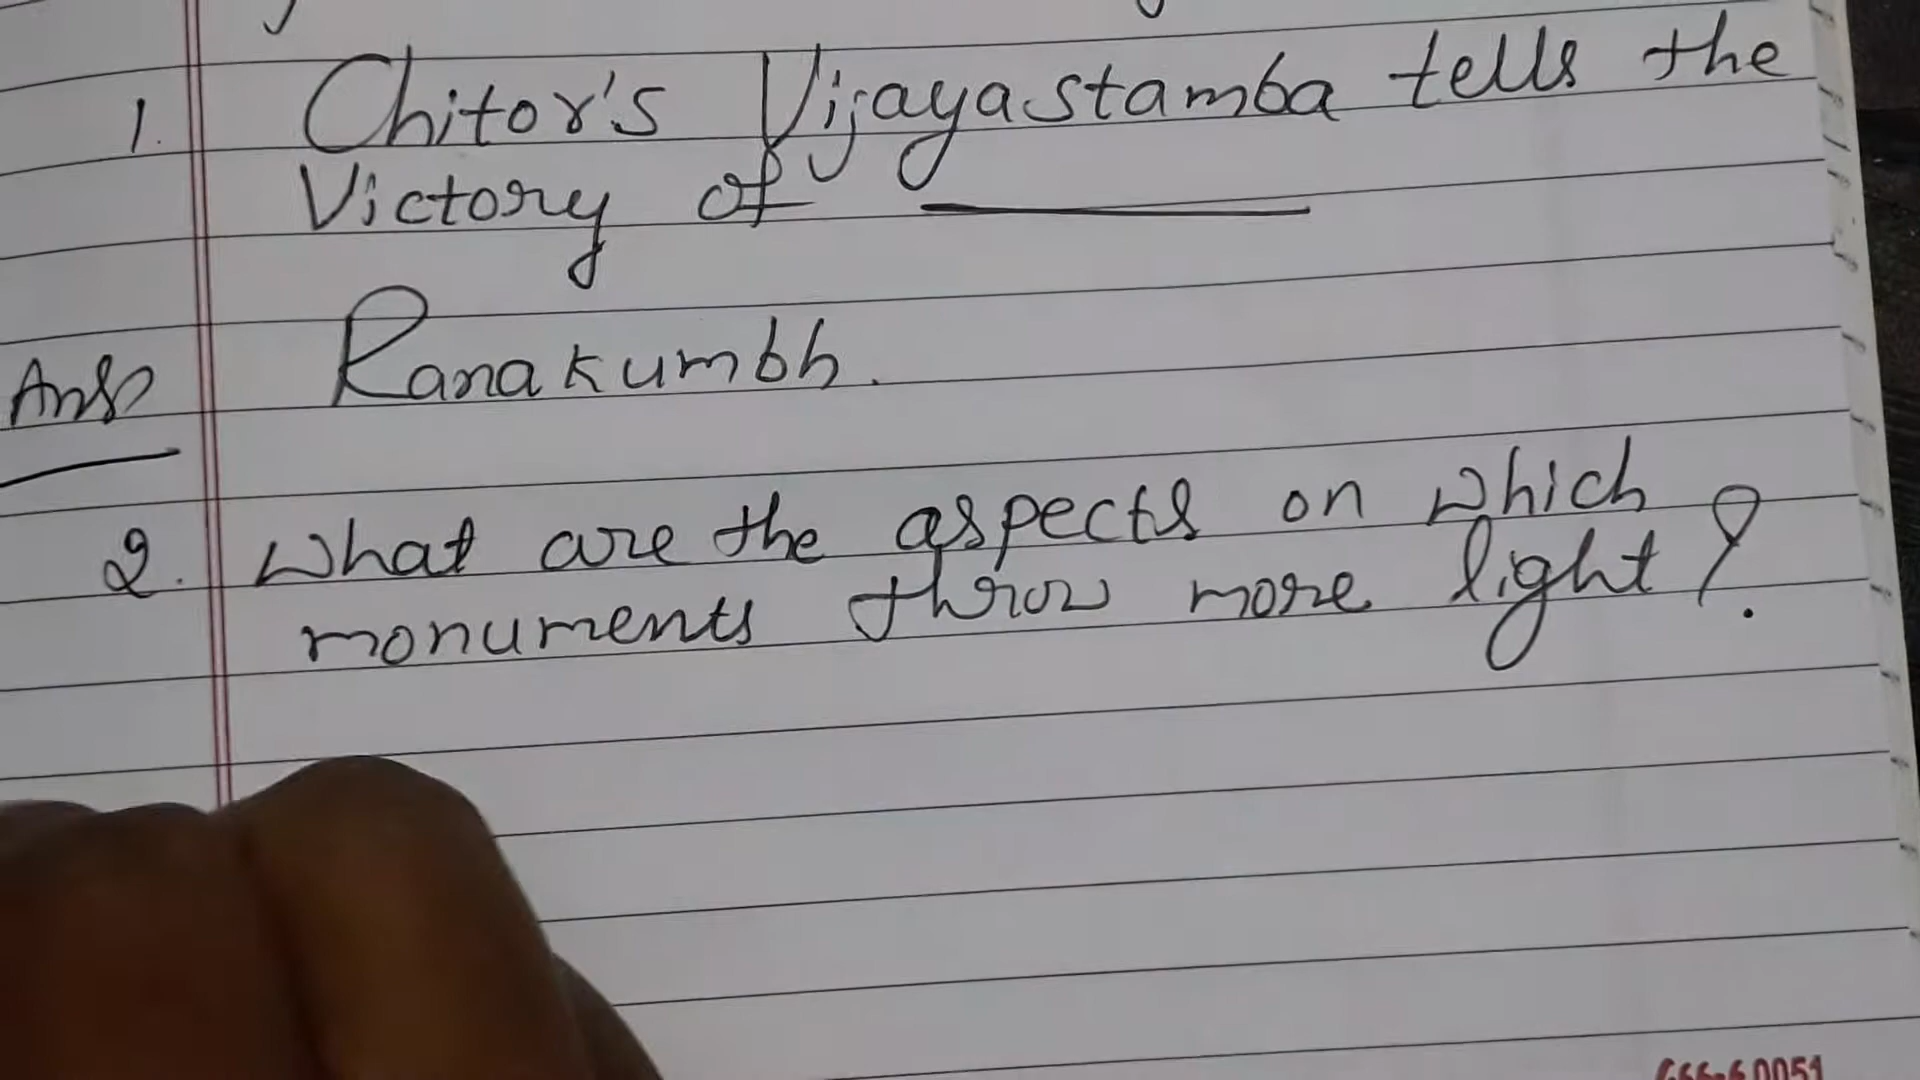 1. Chitor's Vijayastamba tells the
Victory of
Ans Ranakumbh.
2. What are the aspects on which
monuments throw more light?